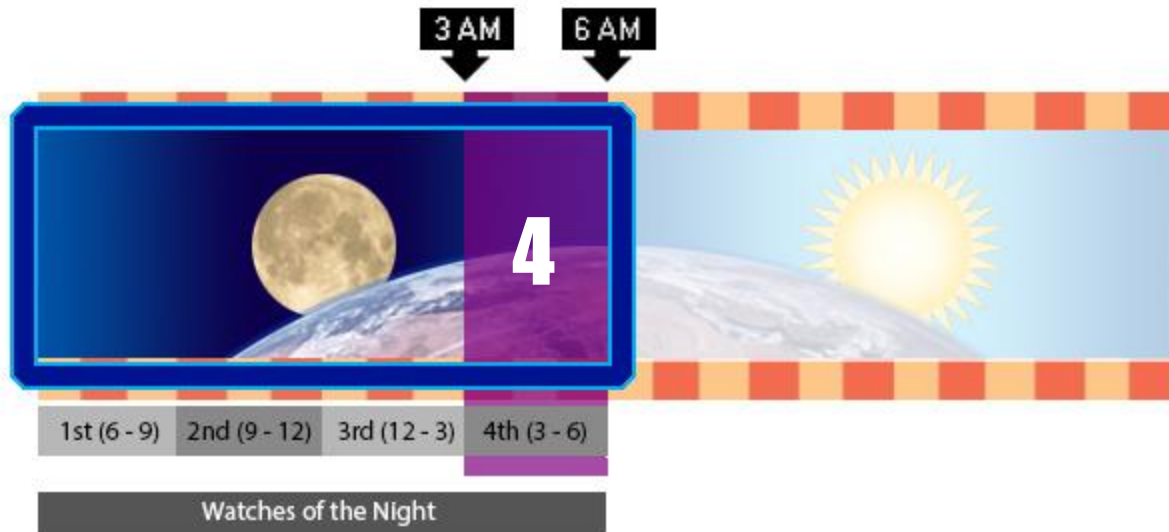 3 AM 6 AM
4
1st (6 - 9) 2nd (9 - 12) 3rd (12 - 3) 4th (3 - 6)
Watches of the Night